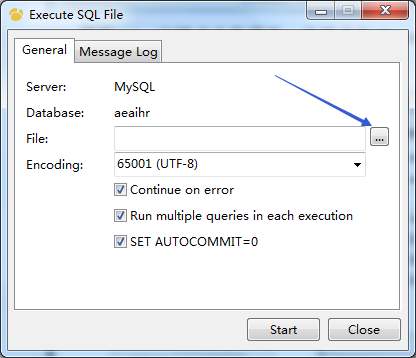 Execute SQL File
General
Message Log
Server: MySQL
Database: aeaihr
File:
...
Encoding: 65001 (UTF-8)
Continue on error
Run multiple queries in each execution
SET AUTOCOMMIT=0
Start
Close